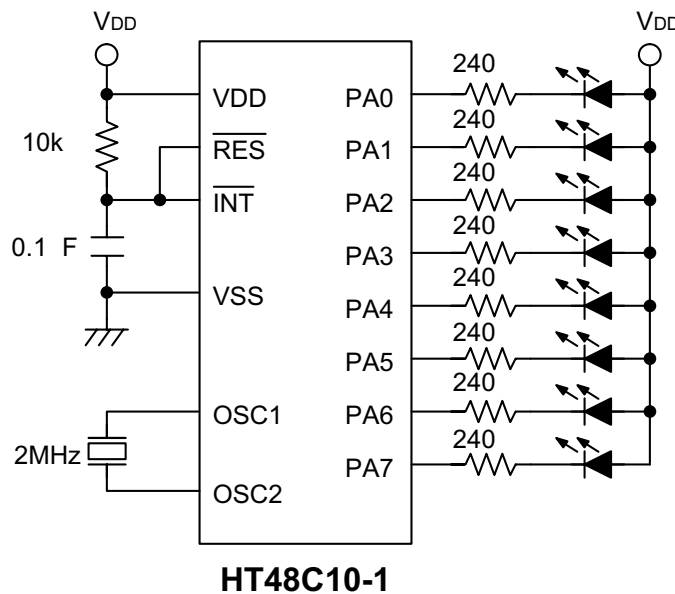 VDD
VDD
10k
0.1 F
2MHz
VDD
RES
INT
VSS
OSC1
OSC2
PA0
PA1
PA2
PA3
PA4
PA5
PA6
PA7
240
240
240
240
240
240
240
240
HT48C10-1